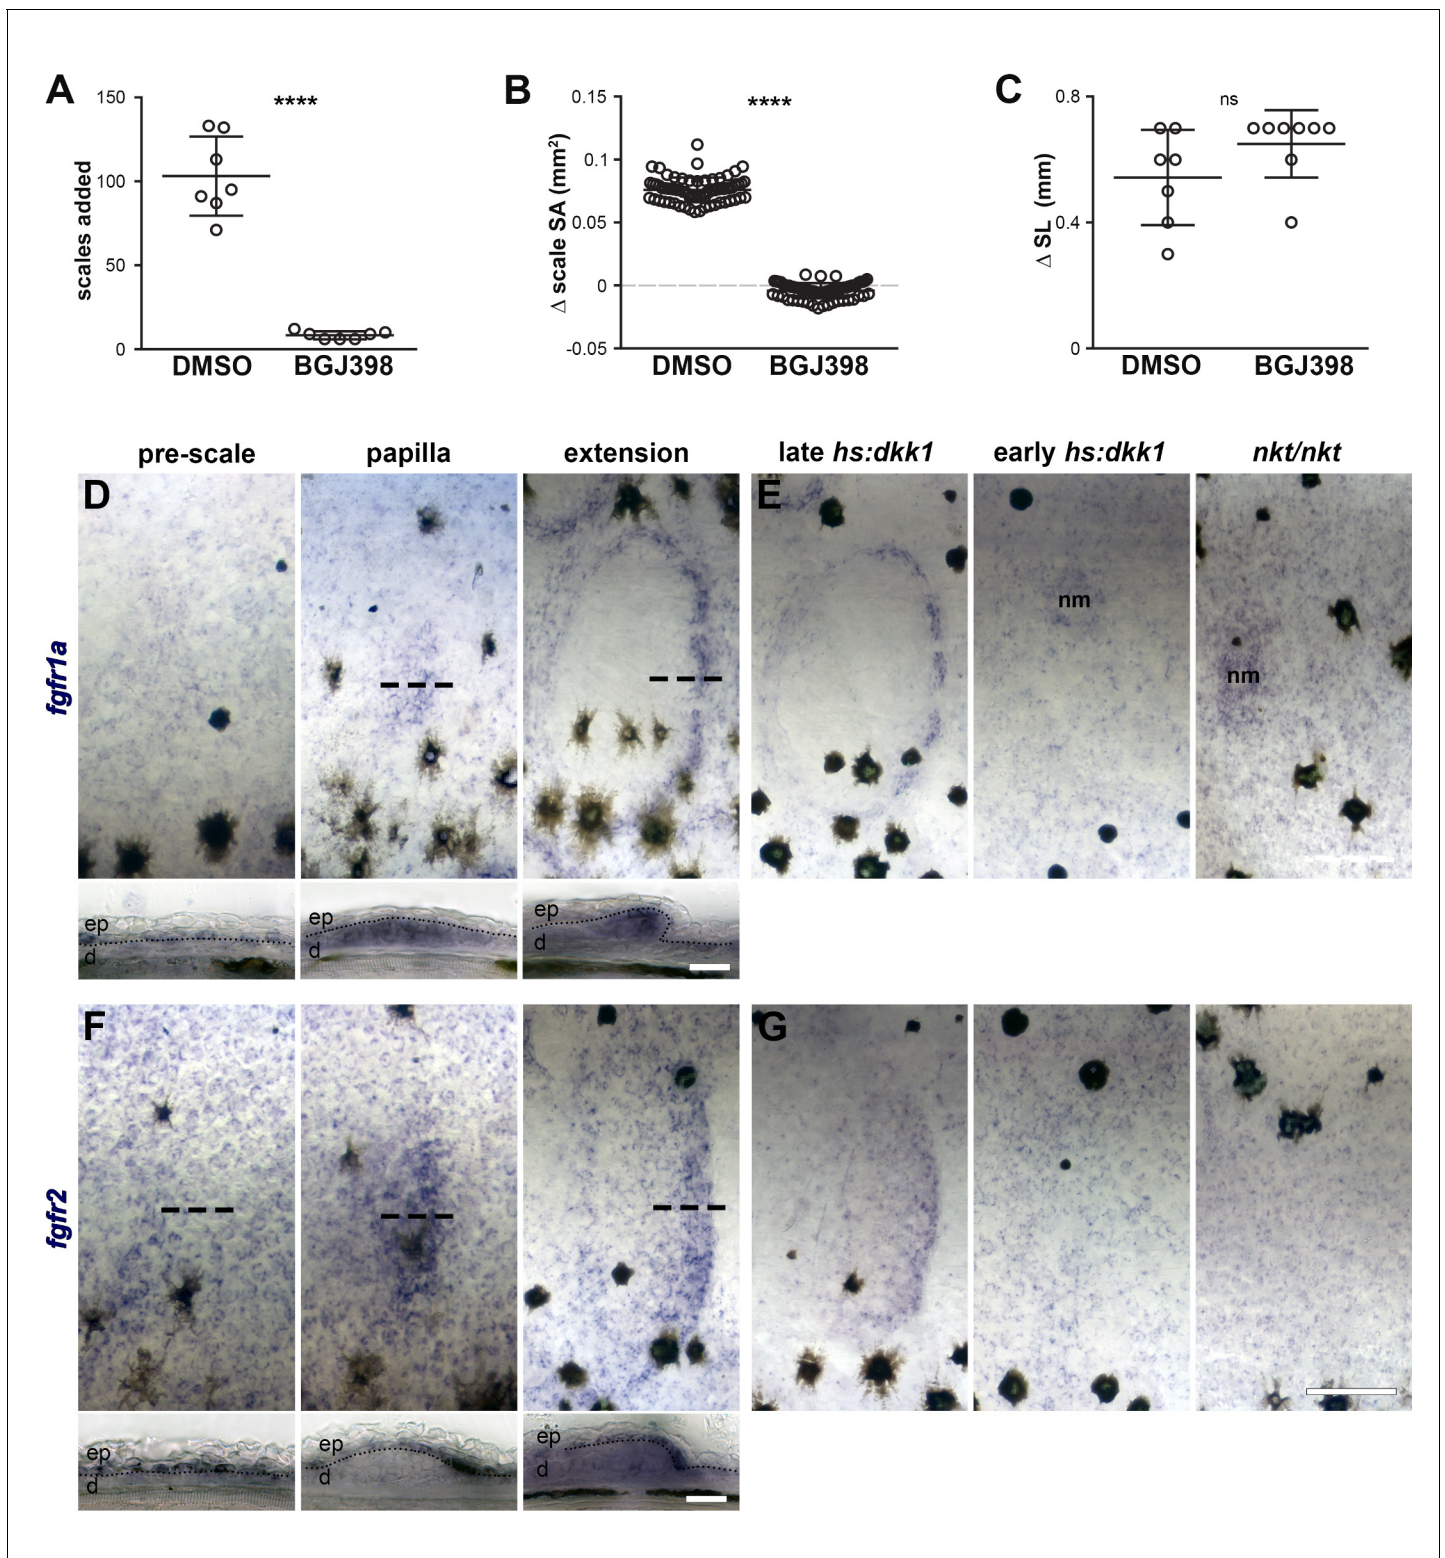 A
150
100
50
0
scales added
****
DMSO
BGJ398
B
0.15
0.1
0.05
0
-0.05
Δ scale SA (mm²)
****
DMSO
BGJ398
C
0.8
0.4
0
Δ SL (mm)
ns
DMSO
BGJ398
pre-scale
papilla
extension
late hs:dkk1
early hs:dkk1
nkt/nkt
D
E
fgfr1a
nm
nm
ep
d
ep
d
ep
d
F
G
fgfr2
ep
d
ep
d
ep
d